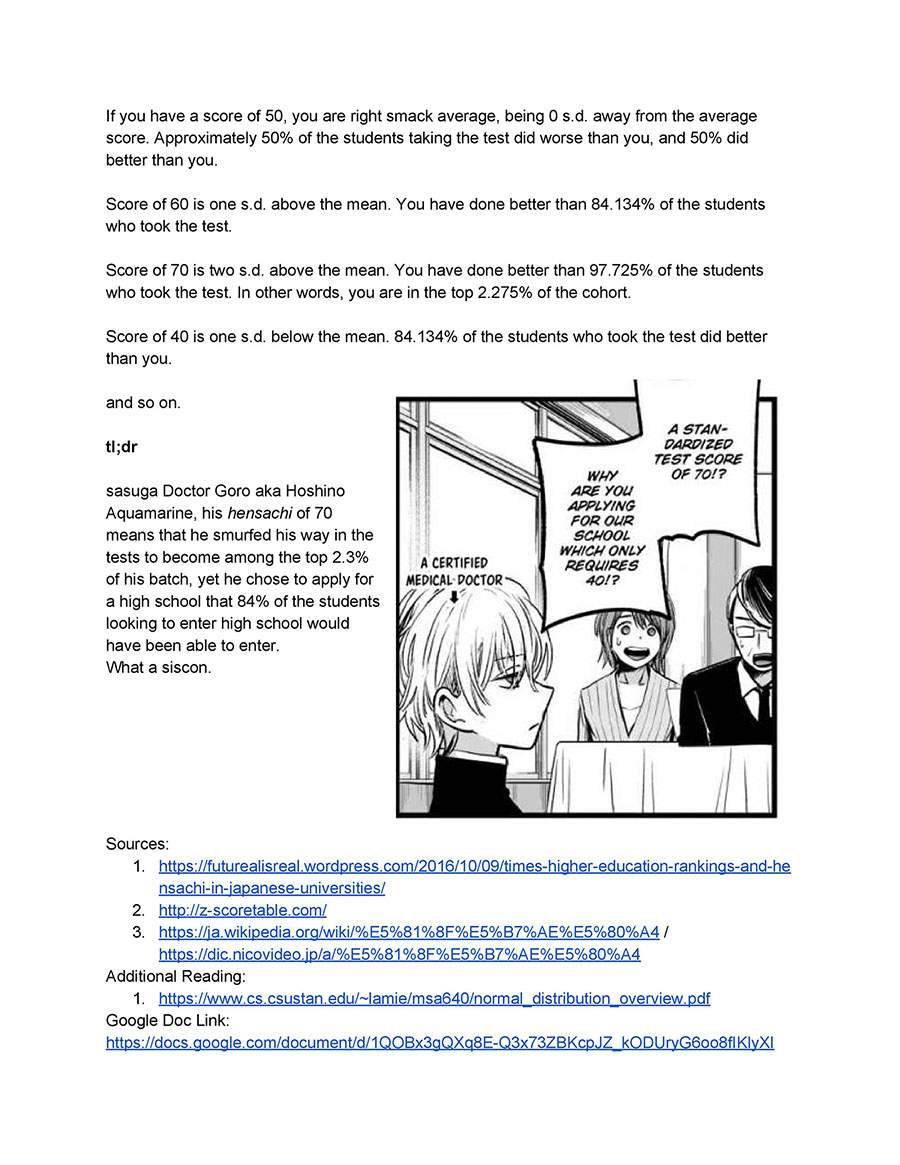 If you have a score of 50, you are right smack average, being 0 s.d. away from the average
score. Approximately 50% of the students taking the test did worse than you, and 50% did
better than you.
Score of 60 is one s.d. above the mean. You have done better than 84.134% of the students
who took the test.
Score of 70 is two s.d. above the mean. You have done better than 97.725% of the students
who took the test. In other words, you are in the top 2.275% of the cohort.
Score of 40 is one s.d. below the mean. 84.134% of the students who took the test did better
than you.
and so on.
tl;dr
sasuga Doctor Goro aka Hoshino
Aquamarine, his hensachi of 70
means that he smurfed his way in the
tests to become among the top 2.3%
of his batch, yet he chose to apply for
a high school that 84% of the students
looking to enter high school would
have been able to enter.
What a siscon.
A STAN-
DARDIZED
TEST SCORE
OF 70!?
WHY
ARE YOU
APPLYING
FOR OUR
SCHOOL
WHICH ONLY
REQUIRES
40!?
A CERTIFIED
MEDICAL DOCTOR
Sources:
1. https://futurealisreal.wordpress.com/2016/10/09/times-higher-education-rankings-and-he
nsachi-in-japanese-universities/
2. http://z-scoretable.com/
3. https://ja.wikipedia.org/wiki/%E5%81%8F%E5%B7%AE%E5%80%A4 /
https://dic.nicovideo.jp/a/%E5%81%8F%E5%B7%AE%E5%80%A4
Additional Reading:
1. https://www.cs.csustan.edu/~lamie/msa640/normal_distribution_overview.pdf
Google Doc Link:
https://docs.google.com/document/d/1QOBx3gQXq8E-Q3x73ZBKcpJZ_kODUryG6oo8flKlyXI